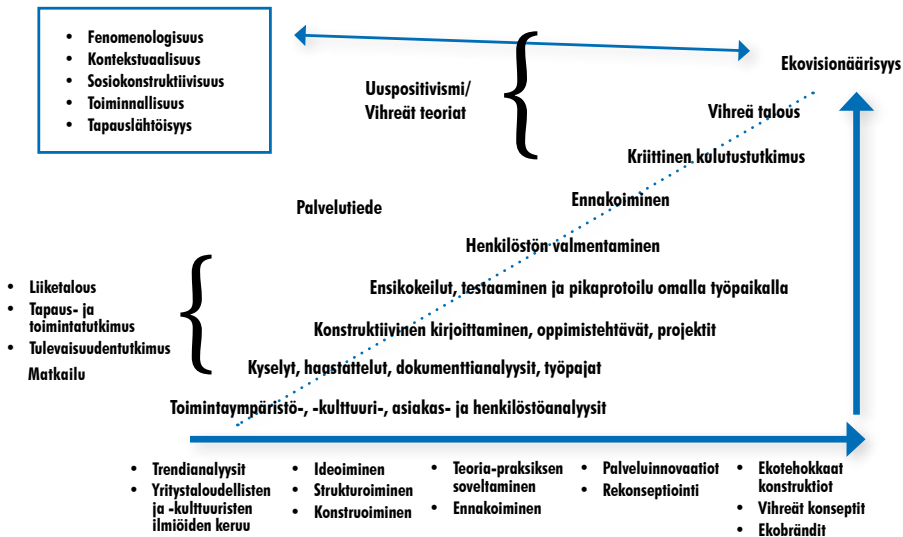 • Fenomenologisuus
• Kontekstuaalisuus
• Sosiokonstruktiivisuus
• Toiminnallisuus
• Tapauslähtöisyys
Uuspositivismi/
Vihreät teoriat
{
Ekovisionäärisyys
Vihreä talous
Kriittinen kulutustutkimus
Ennakoiminen
Palvelutiede
Henkilöstön valmentaminen
• Liiketalous
• Tapaus- ja
toimintatutkimus
• Tulevaisuudentutkimus
Matkailu
{
Ensikokeilut, testaaminen ja pikaprotoilu omalla työpaikalla
Konstruktiivinen kirjoittaminen, oppimistehtävät, projektit
Kyselyt, haastattelut, dokumenttianalyysit, työpajat
Toimintaympäristö-, -kulttuuri-, asiakas- ja henkilöstöanalyysit
• Trendianalyysit
• Yritystaloudellisten
ja -kulttuuristen
ilmiöiden keruu
• Ideoiminen
• Strukturoiminen
• Konstruoiminen
• Teoria-praksiksen
soveltaminen
• Ennakoiminen
• Palveluinnovaatiot
• Rekonseptiointi
• Ekotehokkaat
konstruktiot
• Vihreät konseptit
• Ekobrändit